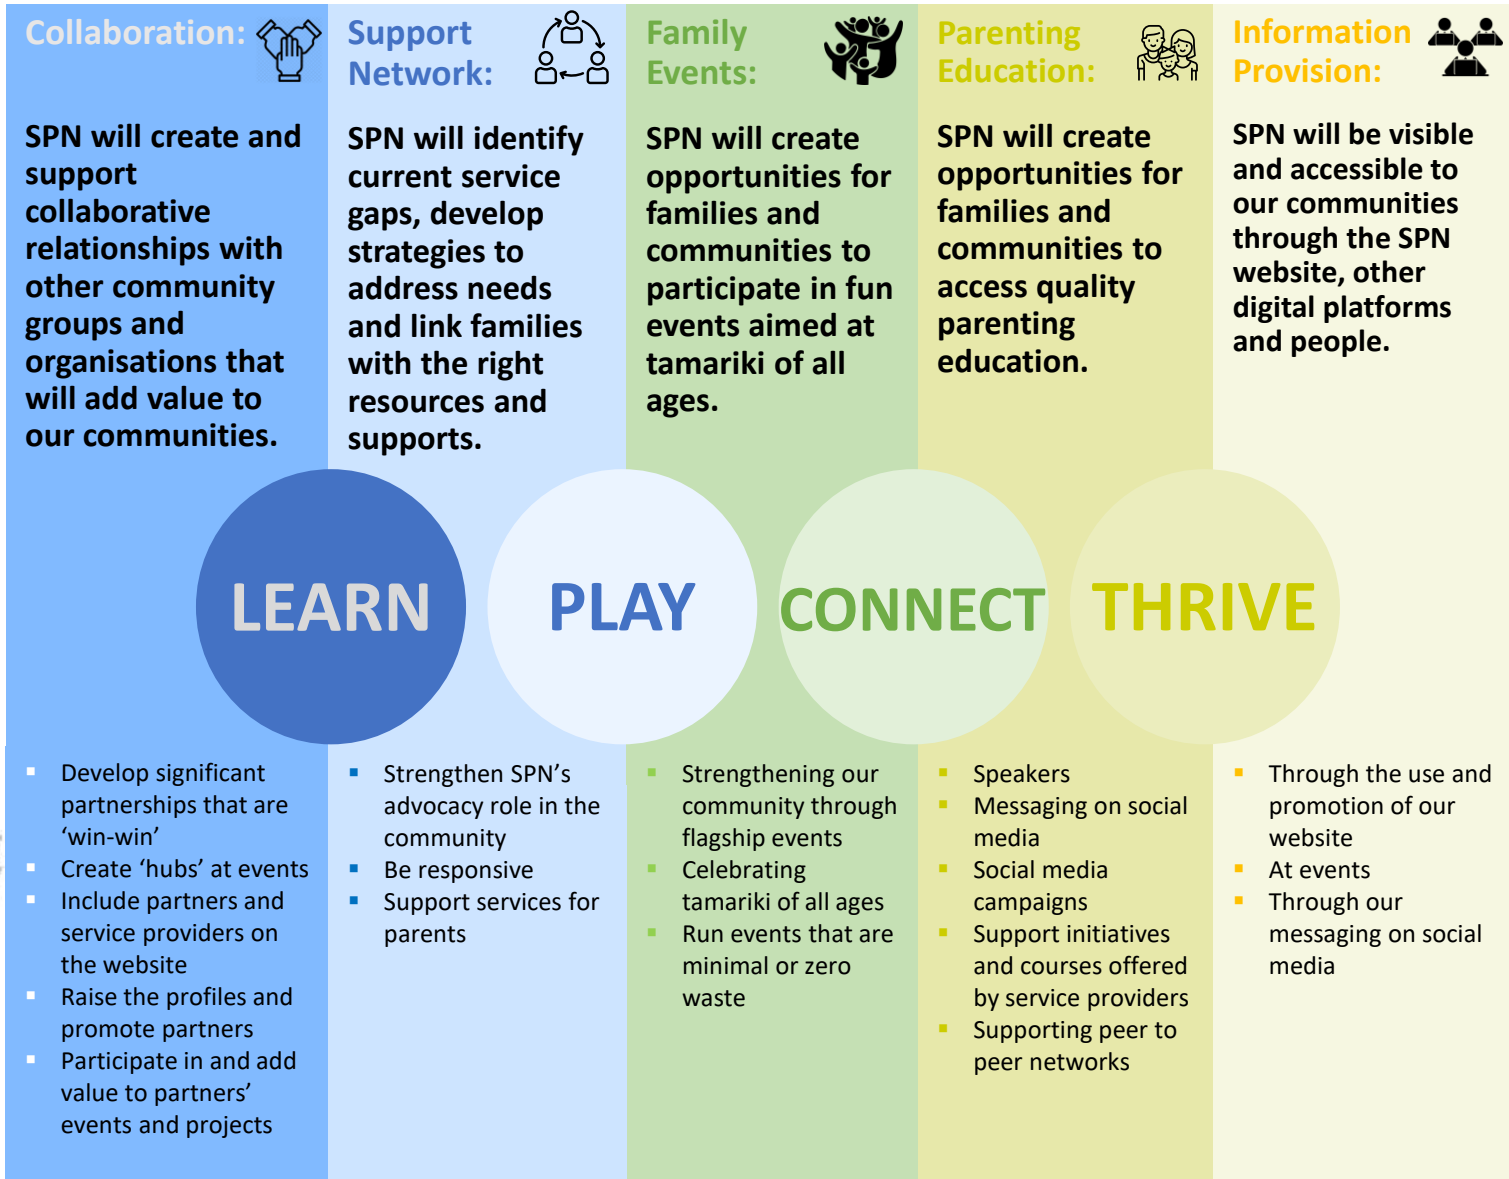 Collaboration:
SPN will create and
support
collaborative
relationships with
other community
groups and
organisations that
will add value to
our communities.
Support
Network:
SPN will identify
current service
gaps, develop
strategies to
address needs
and link families
with the right
resources and
supports.
Family
Events:
SPN will create
opportunities for
families and
communities to
participate in fun
events aimed at
tamariki of all
ages.
Parenting
Education:
SPN will create
opportunities for
families and
communities to
access quality
parenting
education.
Information
Provision:
SPN will be visible
and accessible to
our communities
through the SPN
website, other
digital platforms
and people.
LEARN
PLAY
CONNECT
THRIVE
▪ Develop significant
partnerships that are
‘win-win’
▪ Create ‘hubs’ at events
▪ Include partners and
service providers on
the website
▪ Raise the profiles and
promote partners
▪ Participate in and add
value to partners’
events and projects
▪ Strengthen SPN’s
advocacy role in the
community
▪ Be responsive
▪ Support services for
parents
▪ Strengthening our
community through
flagship events
▪ Celebrating
tamariki of all ages
▪ Run events that are
minimal or zero
waste
▪ Speakers
▪ Messaging on social
media
▪ Social media
campaigns
▪ Support initiatives
and courses offered
by service providers
▪ Supporting peer to
peer networks
▪ Through the use and
promotion of our
website
▪ At events
▪ Through our
messaging on social
media